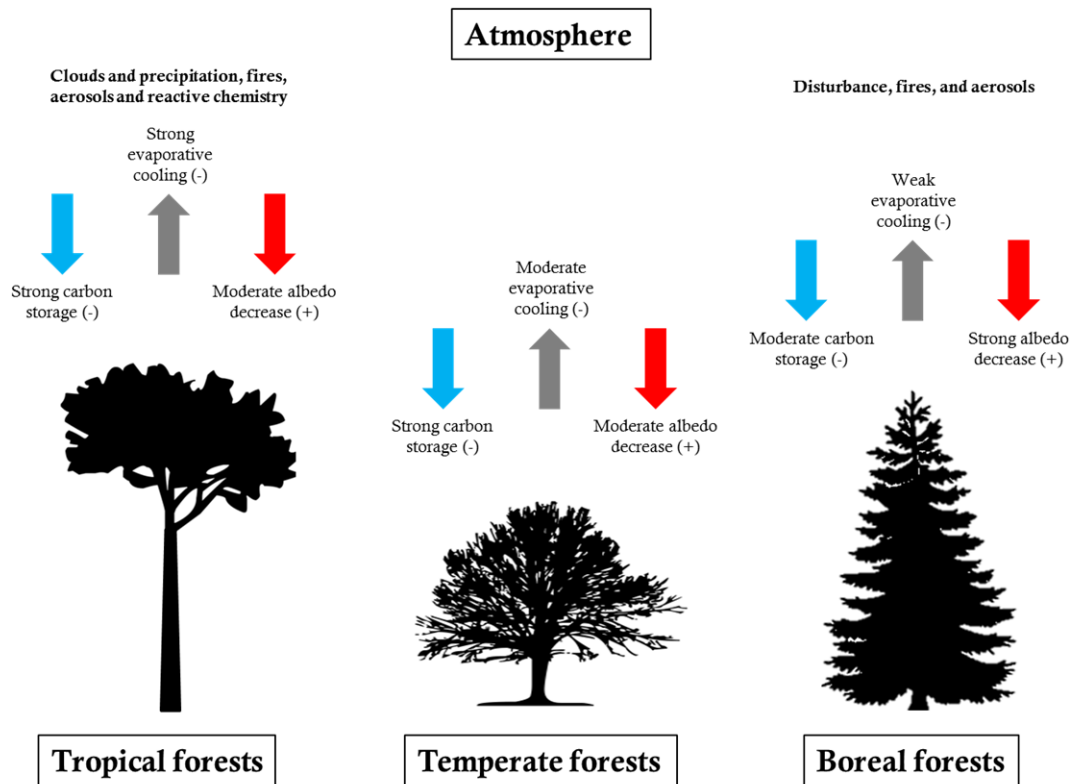 Atmosphere
Clouds and precipitation, fires,
aerosols and reactive chemistry
Strong
evaporative
cooling (-)
Strong carbon
storage (-)
Moderate albedo
decrease (+)
Moderate
evaporative
cooling (-)
Strong carbon
storage (-)
Moderate albedo
decrease (+)
Disturbance, fires, and aerosols
Weak
evaporative
cooling (-)
Moderate carbon
storage (-)
Strong albedo
decrease (+)
Tropical forests
Temperate forests
Boreal forests